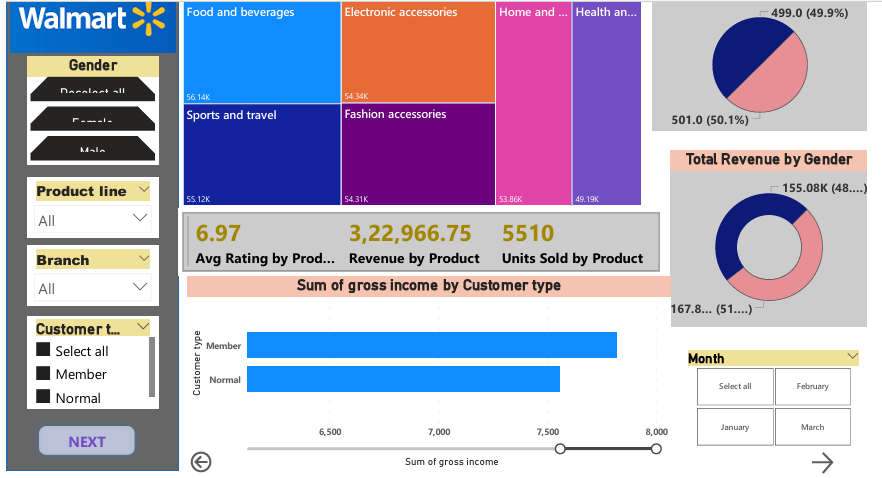 Walmart
Gender
Deselect all
Female
Male
Product line
All
Branch
All
Customer t...
Select all
Member
Normal
NEXT
Food and beverages
56.14K
Electronic accessories
54.34K
Home and ...
53.86K
Health an...
49.19K
Sports and travel
55.12K
Fashion accessories
54.31K
6.97
Avg Rating by Prod...
3,22,966.75
Revenue by Product
5510
Units Sold by Product
Sum of gross income by Customer type
Customer type
Member
Normal
6,500
7,000
7,500
8,000
Sum of gross income
499.0 (49.9%)
501.0 (50.1%)
Total Revenue by Gender
155.08K (48....)
167.8... (51....)
Month
Select all
February
January
March